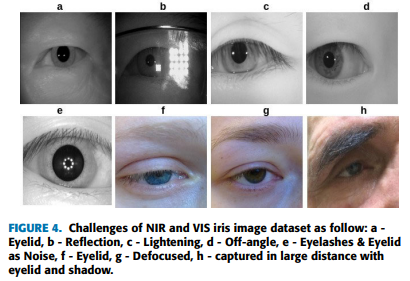 a b c d
e f g h
FIGURE 4. Challenges of NIR and VIS iris image dataset as follow: a -
Eyelid, b - Reflection, c - Lightening, d - Off-angle, e - Eyelashes & Eyelid
as Noise, f - Eyelid, g - Defocused, h - captured in large distance with
eyelid and shadow.